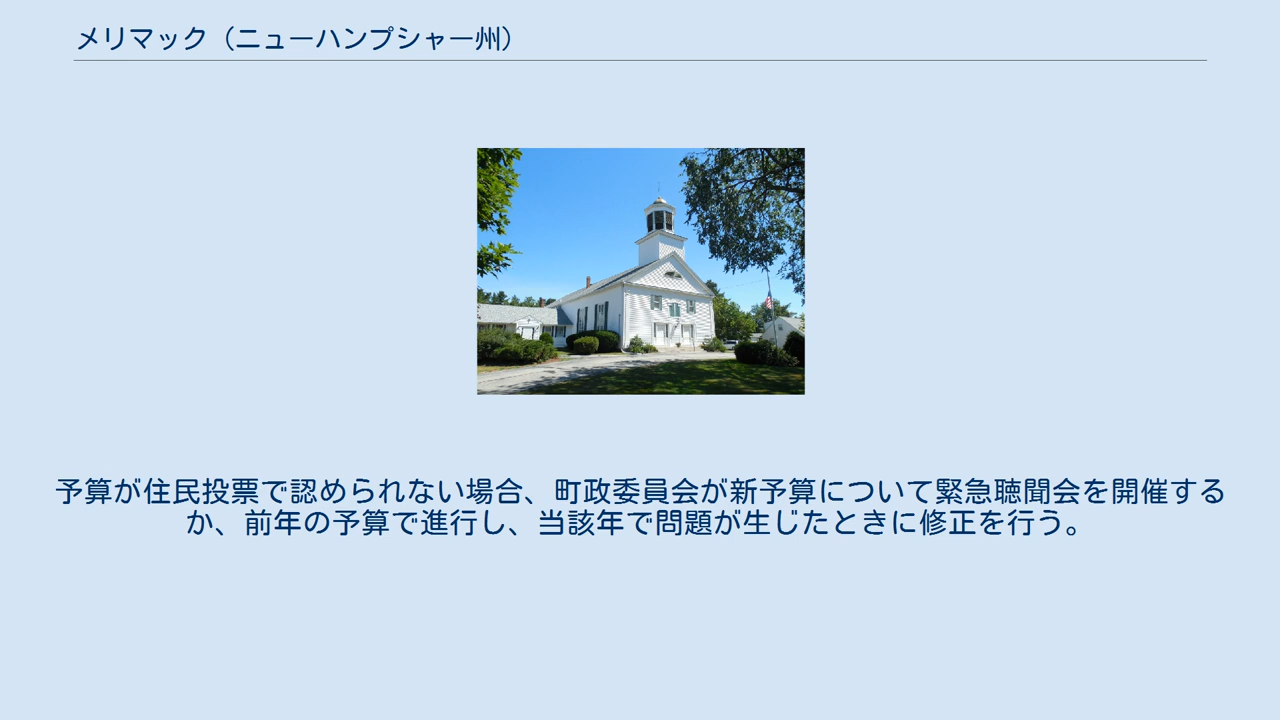 メリマック（ニューハンプシャー州）
予算が住民投票で認められない場合、町政委員会が新予算について緊急聴聞会を開催する
か、前年の予算で進行し、当該年で問題が生じたときに修正を行う。